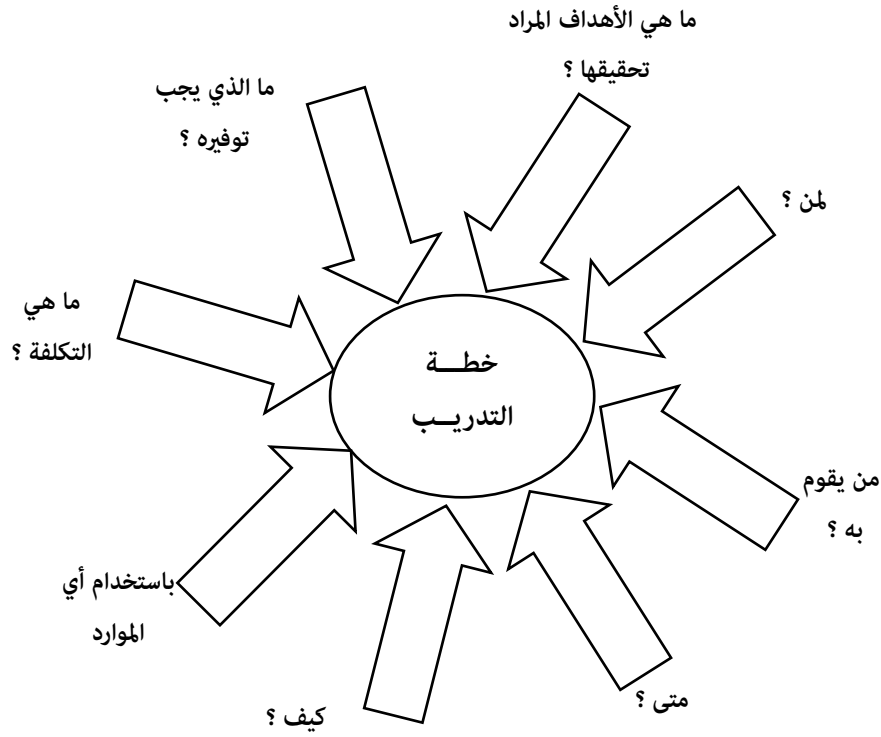 ما هي الأهداف المراد
تحقيقها ؟
لمن ؟
من يقوم
به ؟
متى ؟
كيف ؟
باستخدام أي
الموارد
ما هي
التكلفة ؟
ما الذي يجب
توفيره ؟
خطـــة
التدريـــب